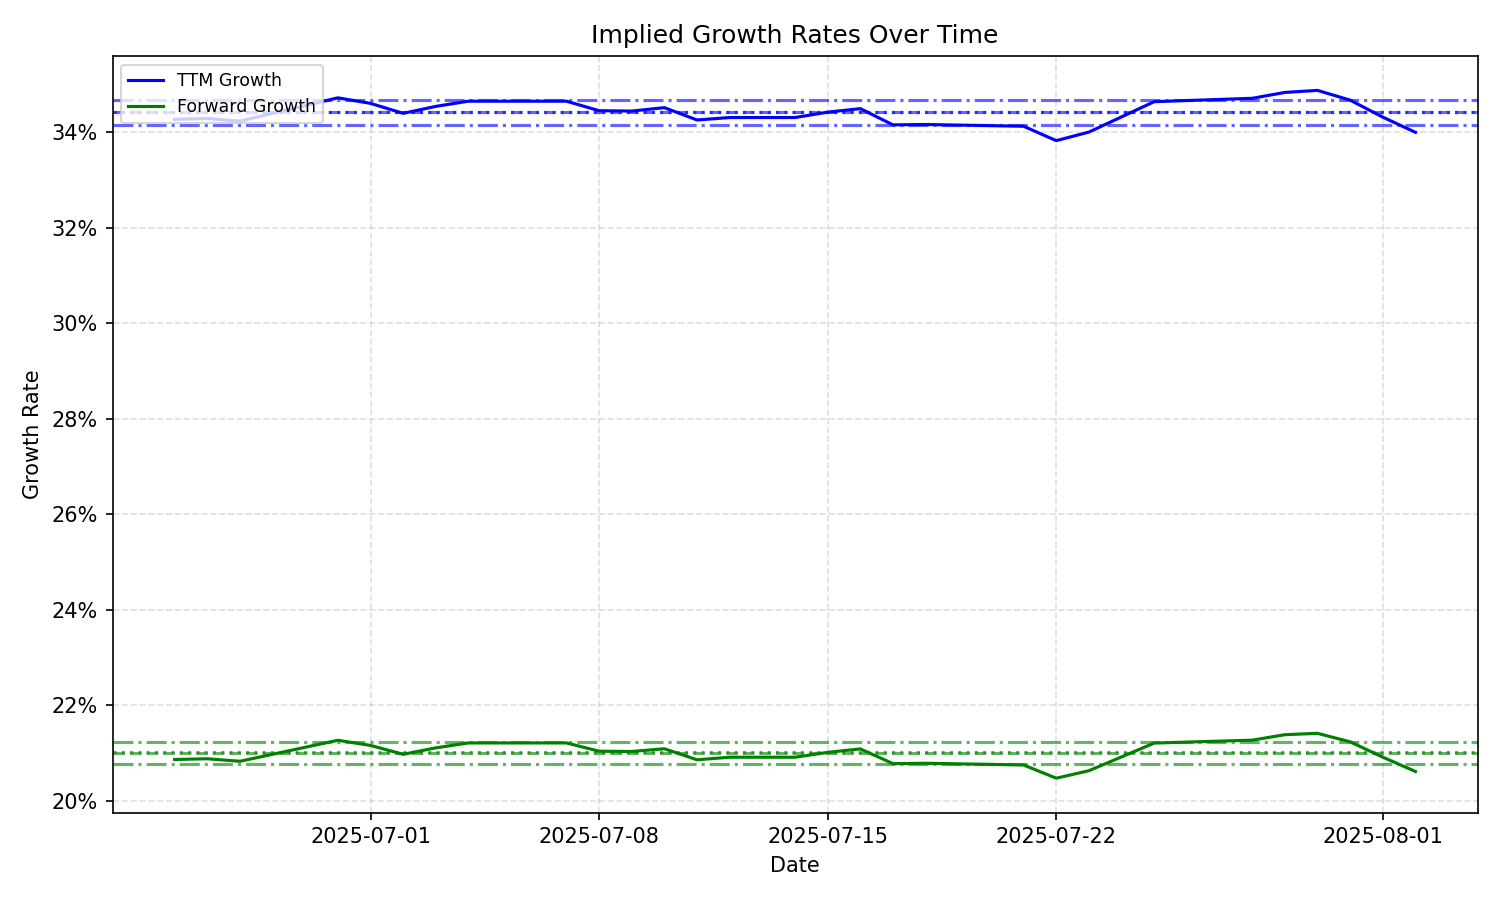 Implied Growth Rates Over Time
TTM Growth
Forward Growth
34%
32%
30%
28%
26%
24%
22%
20%
Growth Rate
2025-07-01
2025-07-08
2025-07-15
2025-07-22
2025-08-01
Date